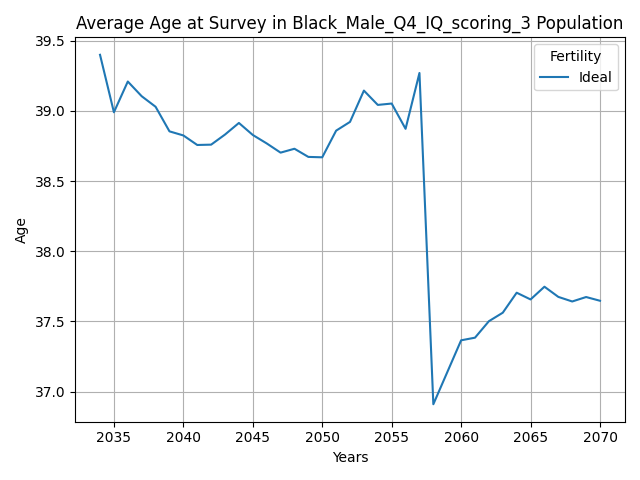 Average Age at Survey in Black_Male_Q4_IQ_scoring_3 Population
Fertility
Ideal
39.5
39.0
38.5
38.0
37.5
37.0
Age
2035 2040 2045 2050 2055 2060 2065 2070
Years